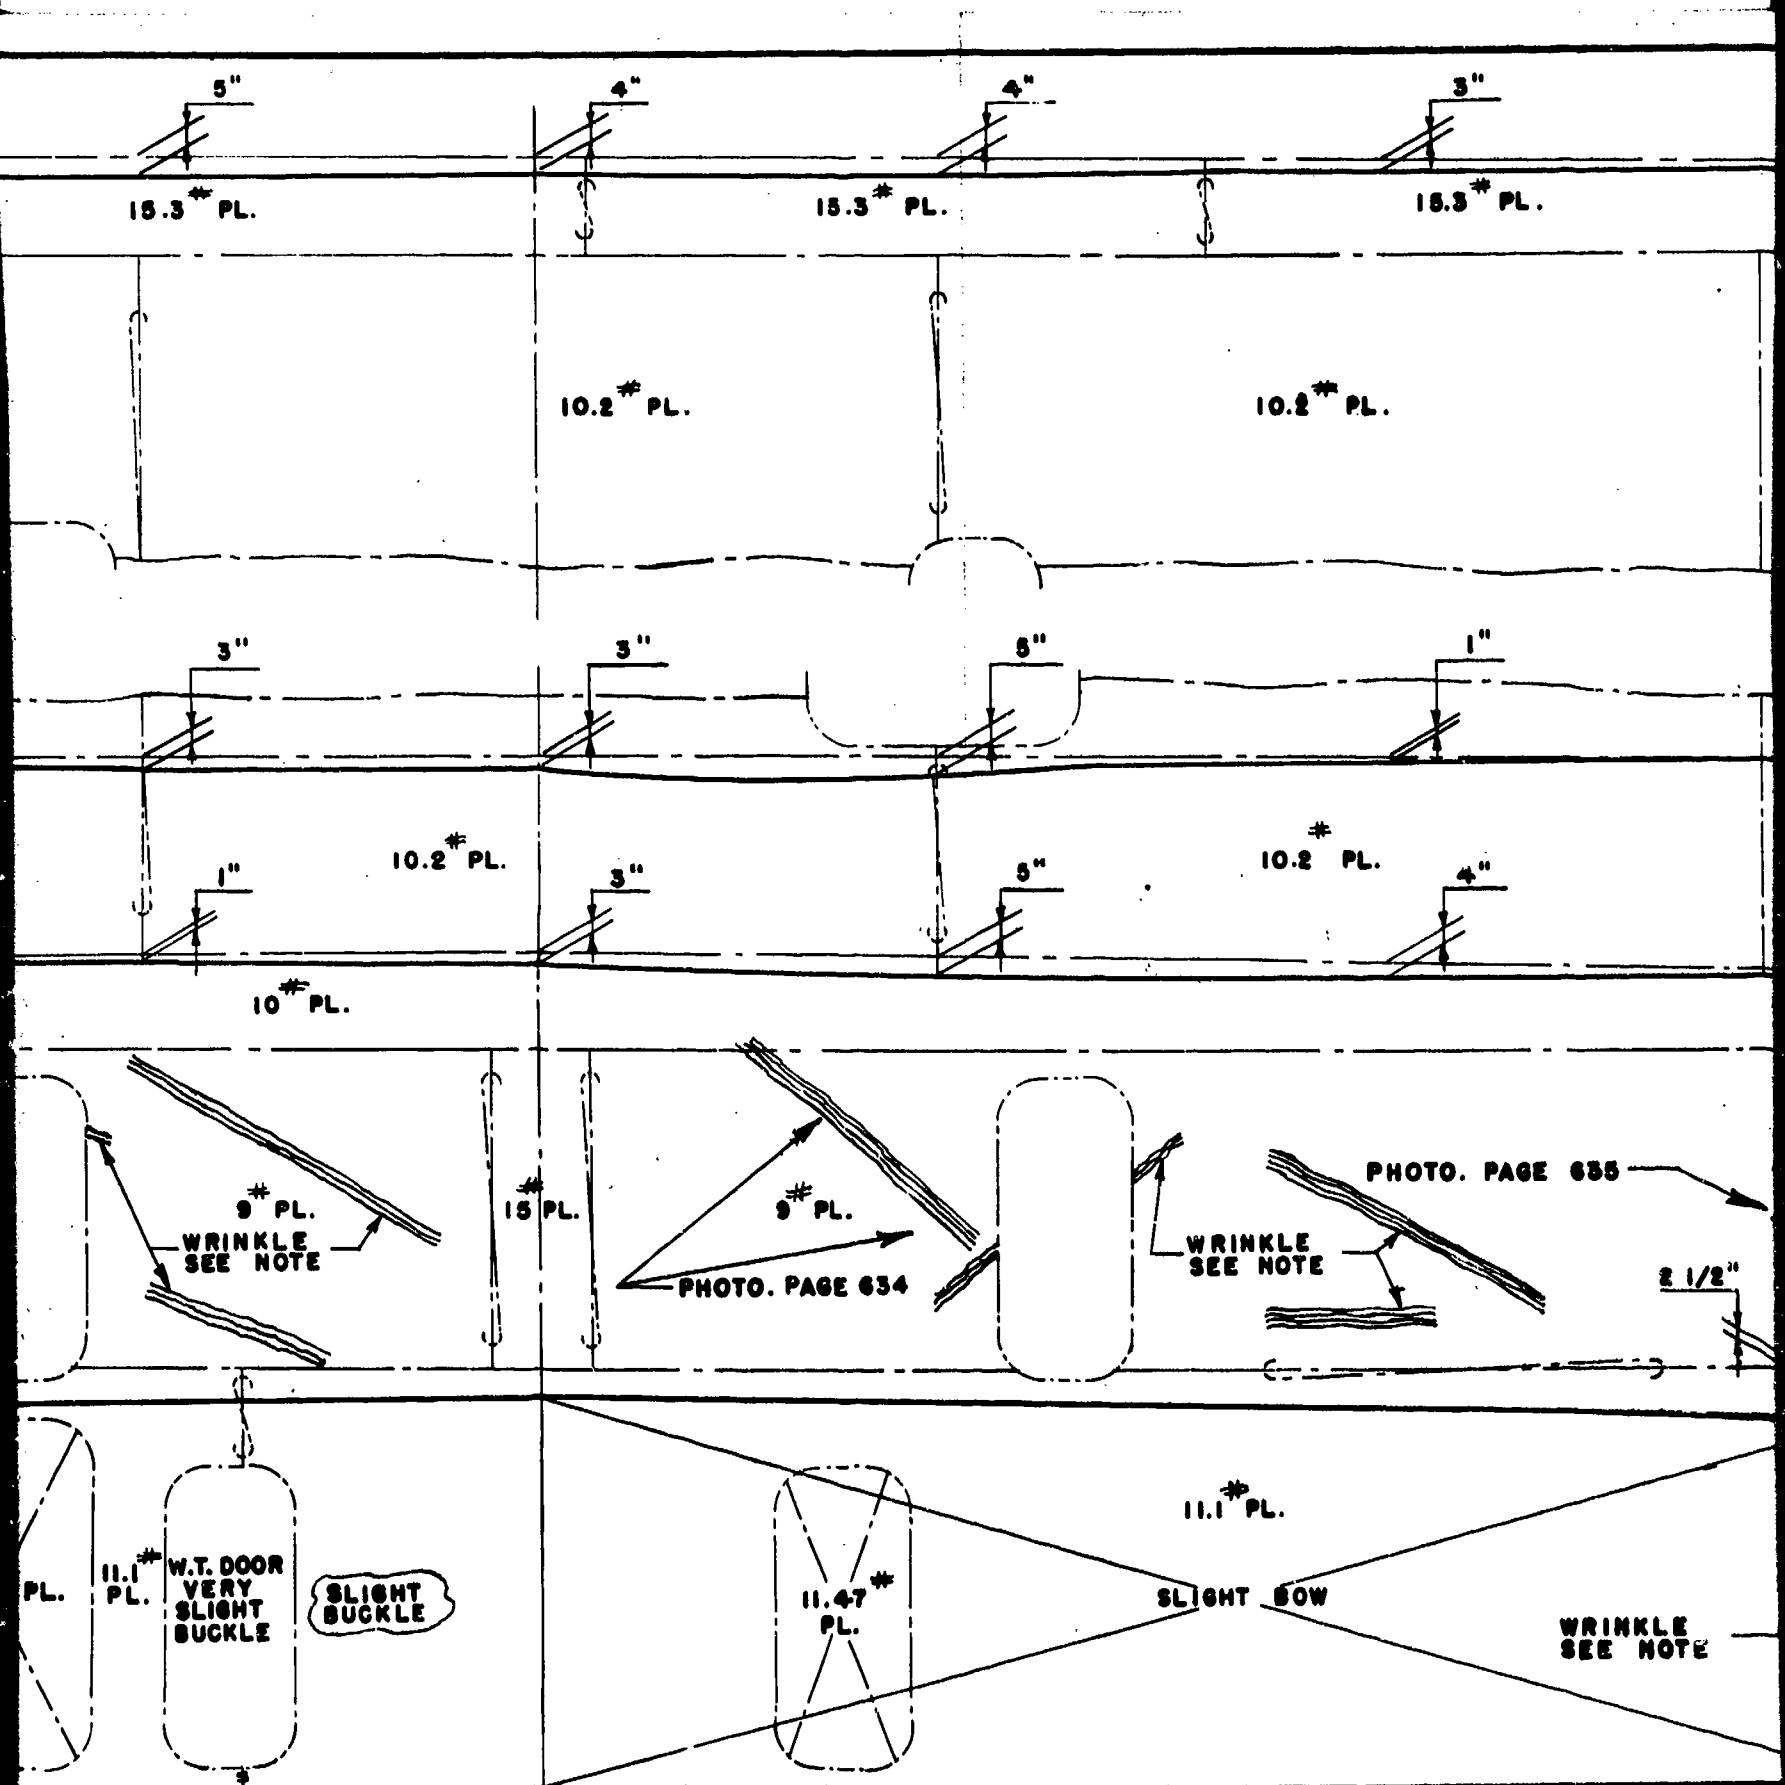 5"
4"
4"
3"
15.3# PL.
15.3# PL.
15.3# PL.
10.2# PL.
10.2# PL.
3"
3"
5"
1"
10.2# PL.
10.2# PL.
1"
3"
5"
4"
10# PL.
PHOTO. PAGE 635
9# PL.
15# PL.
9# PL.
WRINKLE
SEE NOTE
WRINKLE
SEE NOTE
PHOTO. PAGE 634
2 1/2"
11.1# PL.
PL.
11.1#
PL.
W.T. DOOR
VERY
SLIGHT
BUCKLE
SLIGHT
BUCKLE
11.47#
PL.
SLIGHT BOW
WRINKLE
SEE NOTE